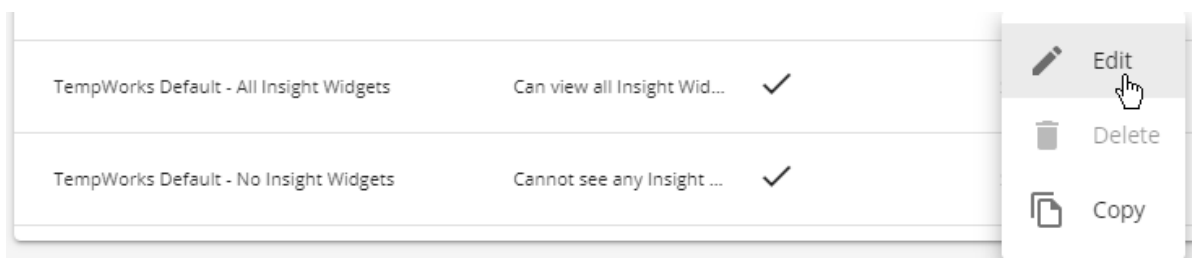 Edit
TempWorks Default - All Insight Widgets Can view all Insight Wid...
Delete
TempWorks Default - No Insight Widgets Cannot see any Insight ...
Copy